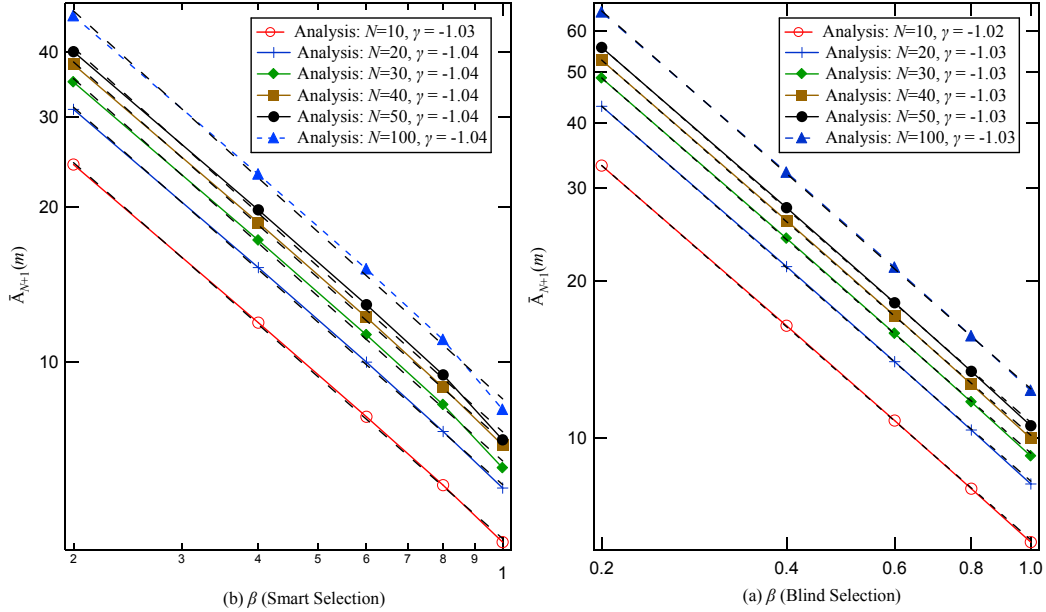 Analysis: N=10, γ = -1.03
Analysis: N=20, γ = -1.04
Analysis: N=30, γ = -1.04
Analysis: N=40, γ = -1.04
Analysis: N=50, γ = -1.04
Analysis: N=100, γ = -1.04
40
30
20
10
Ā_{N+1}(m)
2
3
4
5
6
7
8
9
1
(b) β (Smart Selection)
Analysis: N=10, γ = -1.02
Analysis: N=20, γ = -1.03
Analysis: N=30, γ = -1.03
Analysis: N=40, γ = -1.03
Analysis: N=50, γ = -1.03
Analysis: N=100, γ = -1.03
60
50
40
30
20
10
Ā_{N+1}(m)
0.2
0.4
0.6
0.8
1.0
(a) β (Blind Selection)